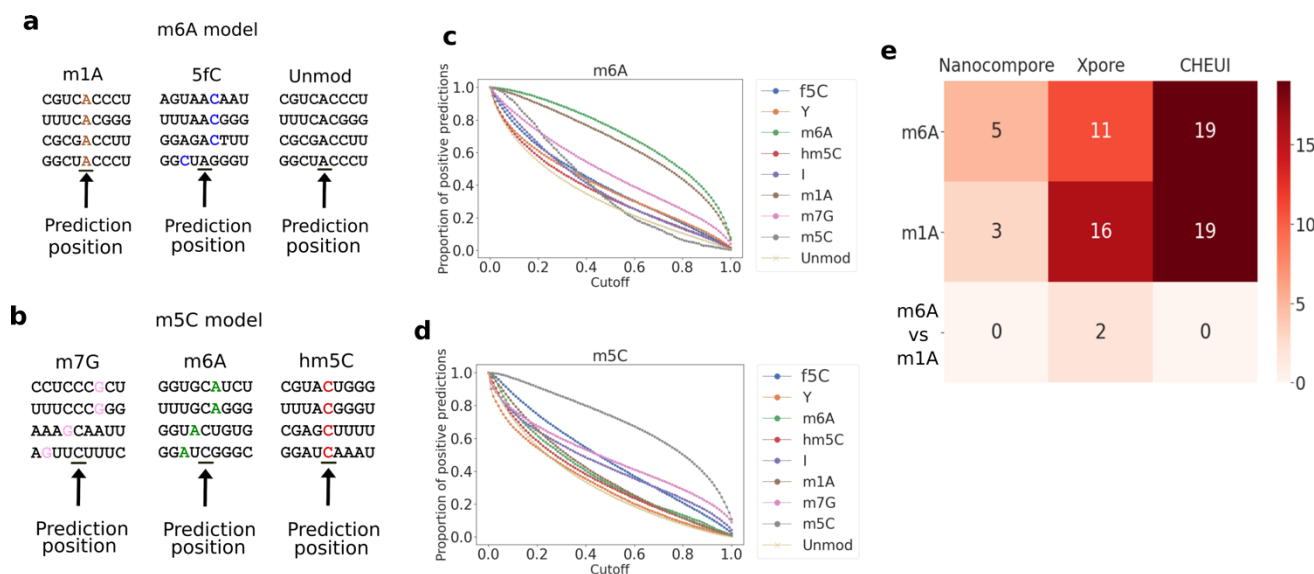 a
m6A model
m1A 5fC Unmod
CGUCACCCU AGUAACAAU CGUCACCCU
UUUCACGGG UUUAACGGG UUUCACGGG
CGCGACCUU GGAGACUUU CGCGACCUU
GGCUACCCU GGCUAGGGU GGCUACCCU
Prediction position Prediction position Prediction position
b
m5C model
m7G m6A hm5C
CCUCCCGCU GGUGCAUCU CGUACUGGG
UUUCCCGGG UUUGCAGGG UUUACGGGU
AAAGCAAUU GGUACUGUG CGAGCUUUU
AGUUCUUUC GGAUCGGGC GGAUCAAAU
Prediction position Prediction position Prediction position
c
m6A
Proportion of positive predictions
1.0
0.8
0.6
0.4
0.2
0.0
0.0 0.2 0.4 0.6 0.8 1.0
Cutoff
f5C
Y
m6A
hm5C
I
m1A
m7G
m5C
Unmod
d
m5C
Proportion of positive predictions
1.0
0.8
0.6
0.4
0.2
0.0
0.0 0.2 0.4 0.6 0.8 1.0
Cutoff
f5C
Y
m6A
hm5C
I
m1A
m7G
m5C
Unmod
e
Nanocompore Xpore CHEUI
m6A 5 11 19
m1A 3 16 19
m6A vs m1A 0 2 0
15
10
5
0